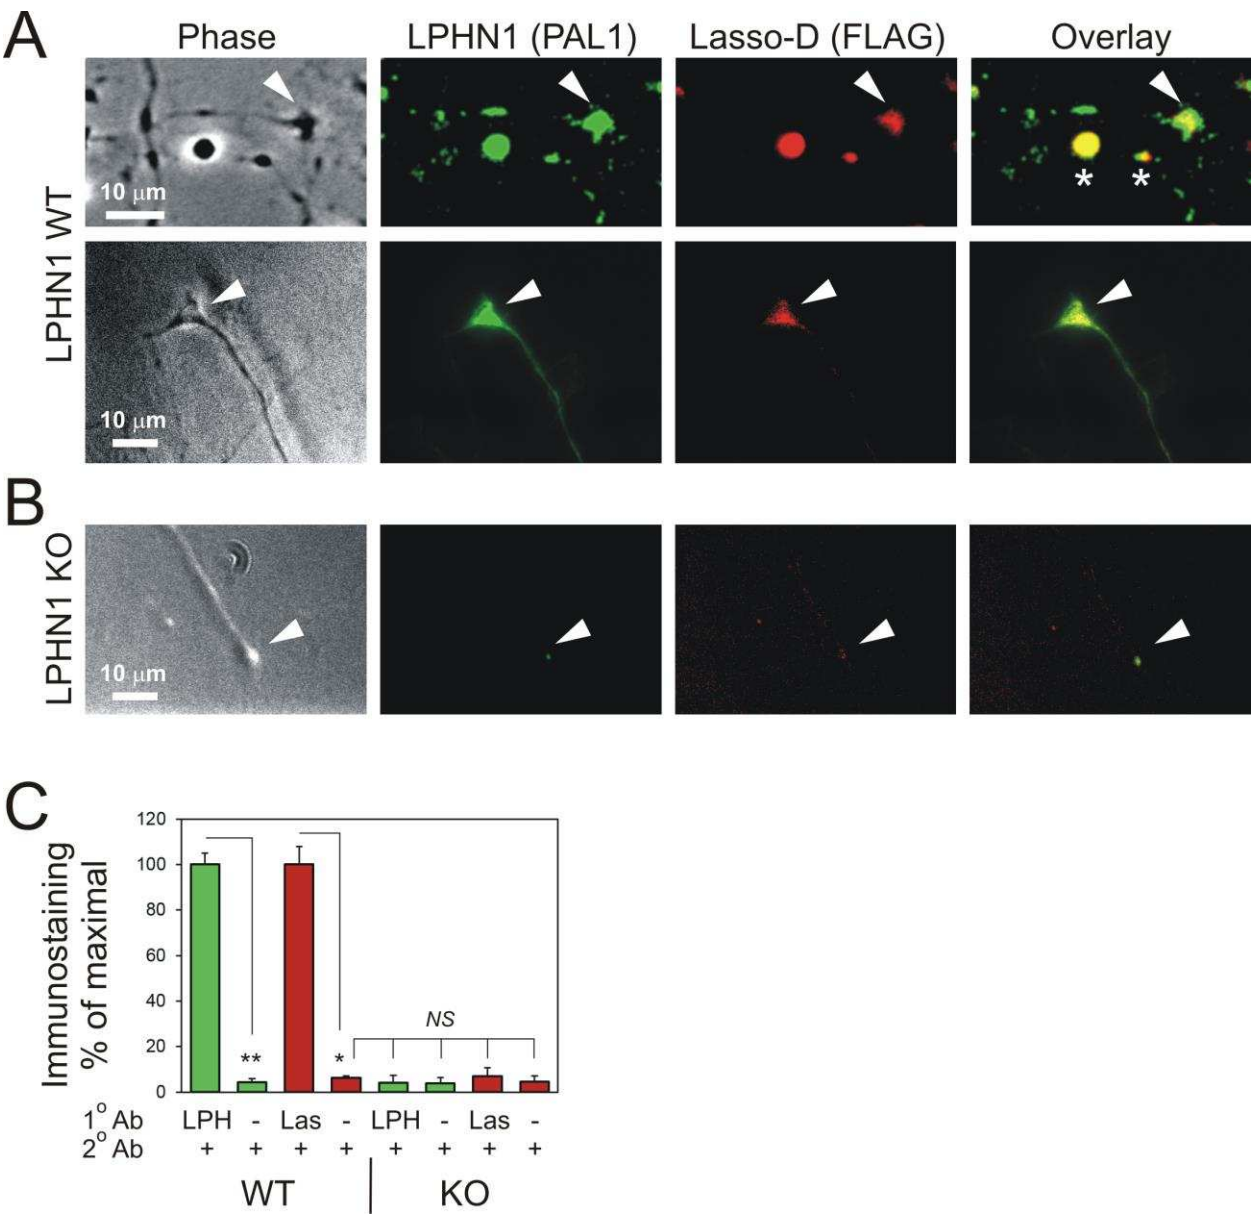 A
Phase LPHN1 (PAL1) Lasso-D (FLAG) Overlay
LPHN1 WT
10 μm
* *
10 μm
B
LPHN1 KO
10 μm
C
Immunostaining
% of maximal
120
100
80
60
40
20
0
NS
** *
1° Ab LPH - Las - LPH - Las -
2° Ab + + + + + + + +
WT KO